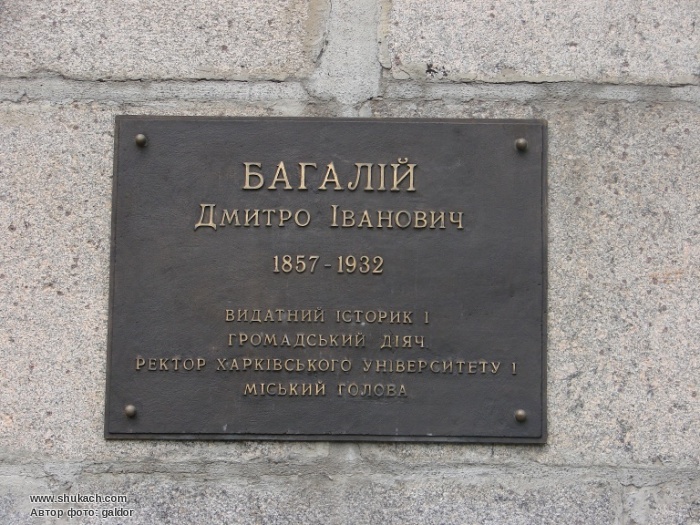 БАГАЛІЙ
ДМИТРО ІВАНОВИЧ
1857-1932
ВИДАТНИЙ ІСТОРИК І
ГРОМАДСЬКИЙ ДІЯЧ
РЕКТОР ХАРКІВСЬКОГО УНІВЕРСИТЕТУ І
МІСЬКИЙ ГОЛОВА
www.shukach.com
Автор фото: gaklor